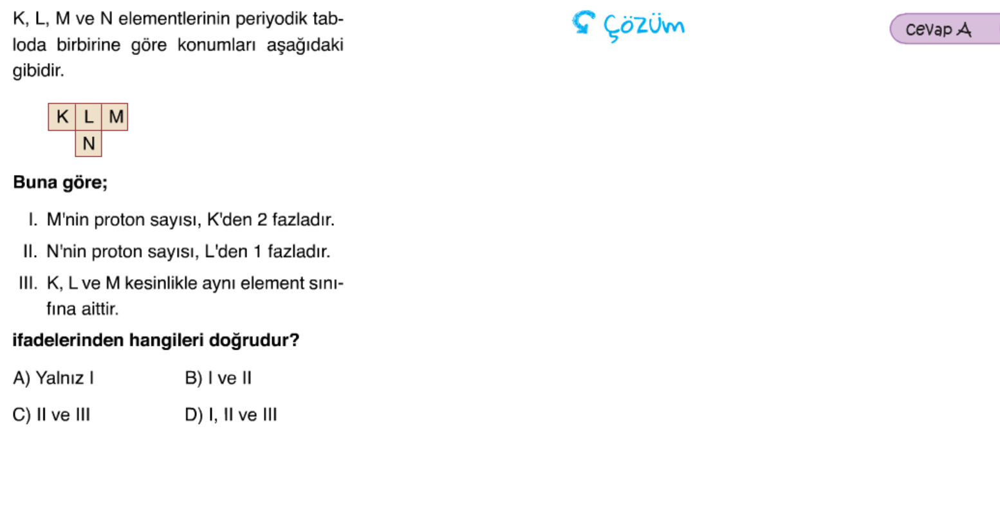 K, L, M ve N elementlerinin periyodik tab-
loda birbirine göre konumları aşağıdaki
gibidir.
K L M
N
Buna göre;
I. M'nin proton sayısı, K'den 2 fazladır.
II. N'nin proton sayısı, L'den 1 fazladır.
III. K, L ve M kesinlikle aynı element sını-
fına aittir.
ifadelerinden hangileri doğrudur?
A) Yalnız I B) I ve II
C) II ve III D) I, II ve III
Çözüm
Cevap A